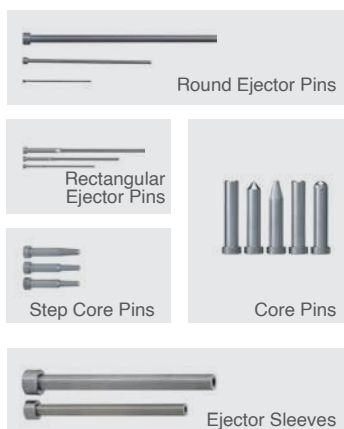 Round Ejector Pins
Rectangular
Ejector Pins
Step Core Pins
Core Pins
Ejector Sleeves